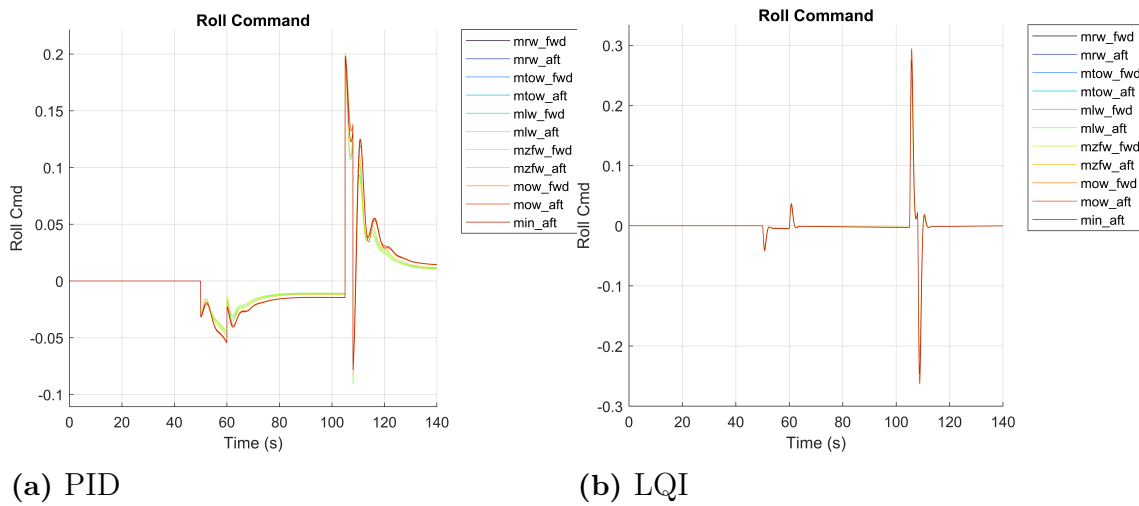 Roll Command
0.2
0.15
0.1
0.05
0
-0.05
-0.1
Roll Cmd
0 20 40 60 80 100 120 140
Time (s)
mrw_fwd
mrw_aft
mtow_fwd
mtow_aft
mlw_fwd
mlw_aft
mzfw_fwd
mzfw_aft
mow_fwd
mow_aft
min_aft
(a) PID
Roll Command
0.3
0.2
0.1
0
-0.1
-0.2
-0.3
Roll Cmd
0 20 40 60 80 100 120 140
Time (s)
mrw_fwd
mrw_aft
mtow_fwd
mtow_aft
mlw_fwd
mlw_aft
mzfw_fwd
mzfw_aft
mow_fwd
mow_aft
min_aft
(b) LQI